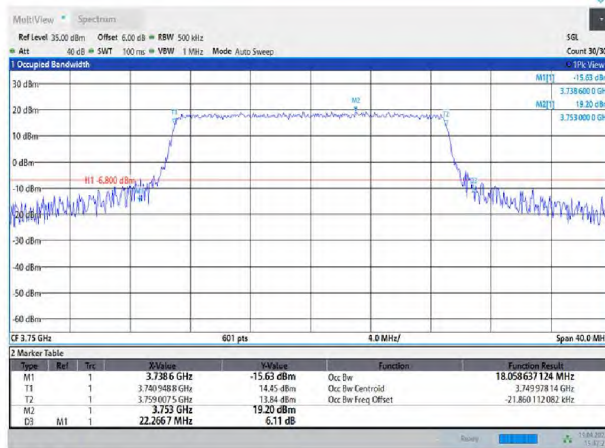 MultiView Spectrum
Ref Level 35.00 dBm Offset 6.00 dB RBW 500 kHz SGL
Att 40 dB SWT 100 ms VBW 1 MHz Mode Auto Sweep Count 30/30
1 Occupied Bandwidth 1Pk View
M1[1] -15.63 dBm
30 dBm 3.738600 0 GH
M2[1] 19.20 dBm
M2 3.753000 0 GH
20 dBm T1 T2
10 dBm
0 dBm
H1 -6.800 dBm
-10 dBm
-20 dBm
-30 dBm
-40 dBm
-50 dBm
-60 dBm
CF 3.75 GHz 601 pts 4.0 MHz/ Span 40.0 MH
2 Marker Table
Type Ref Trc X-Value Y-Value Function Function Result
M1 1 3.7386 GHz -15.63 dBm Occ Bw 18.058637124 MHz
T1 1 3.7409488 GHz 14.45 dBm Occ Bw Centroid 3.74997814 GHz
T2 1 3.7590075 GHz 13.84 dBm Occ Bw Freq Offset -21.860112082 kHz
M2 1 3.753 GHz 19.20 dBm
D3 M1 1 22.2667 MHz 6.11 dB
Ready